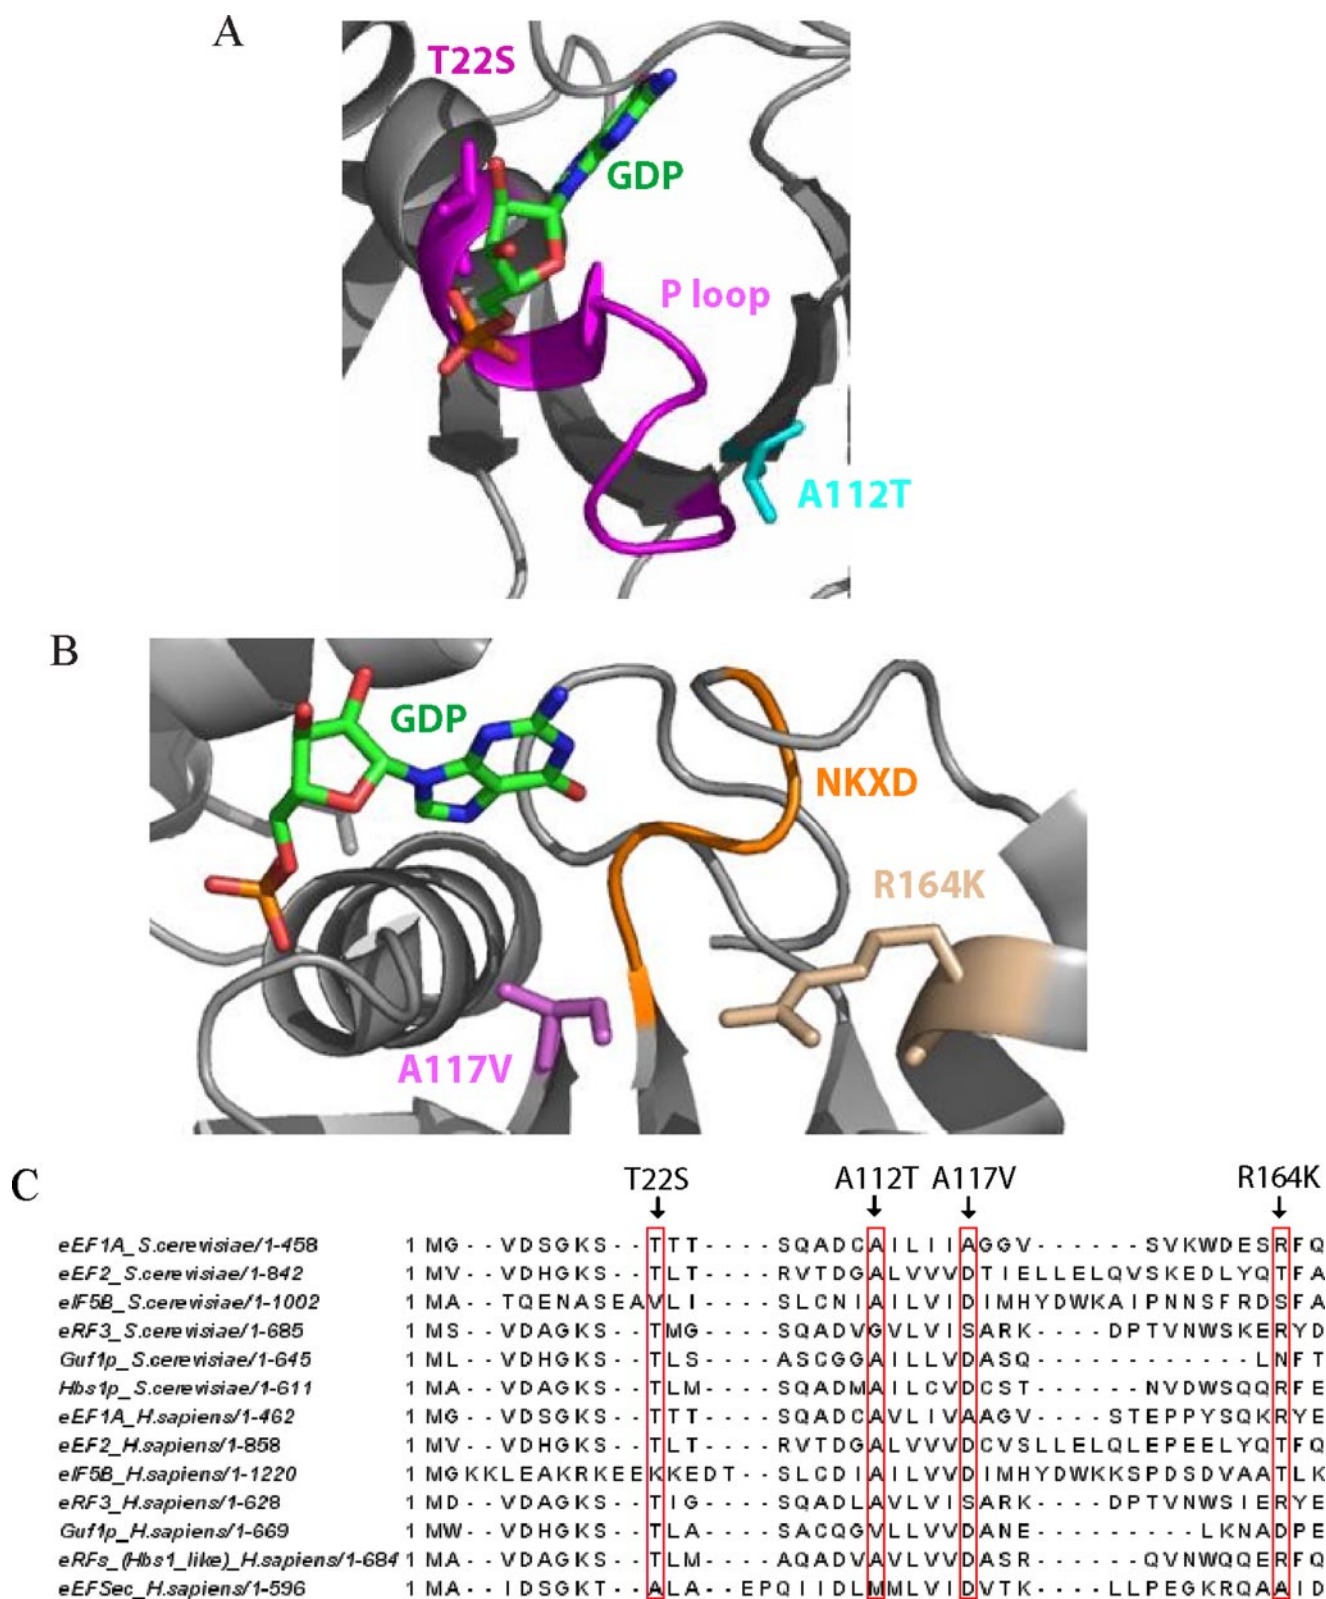 A
T22S
GDP
P loop
A112T
B
GDP
NKXD
R164K
A117V
C
T22S A112T A117V R164K
eEF1A_S.cerevisiae/1-458 1 MG--VDSGKS--TTT----SQADCAILIIAGGV------SVKWDESRFQ
eEF2_S.cerevisiae/1-842 1 MV--VDHGKS--TLT----RVTDGALVVVDTIELLELQVSKEDLYQTFA
eIF5B_S.cerevisiae/1-1002 1 MA--TQENASEAVLI----SLCNIAILVIDIMHYDWKAIPNNSFRDSFA
eRF3_S.cerevisiae/1-685 1 MS--VDAGKS--TMG----SQADVGVLVISARK-----DPTVNWSKERYD
Guf1p_S.cerevisiae/1-645 1 ML--VDHGKS--TLS----ASCGGAILLVDASQ------------LNFT
Hbs1p_S.cerevisiae/1-611 1 MA--VDAGKS--TLM----SQADMAILCVDCST------NVDWSQQRFE
eEF1A_H.sapiens/1-462 1 MG--VDSGKS--TTT----SQADCAVLIVAAGV----STEPPYSQKRYE
eEF2_H.sapiens/1-858 1 MV--VDHGKS--TLT----RVTDGALVVVDCVSLLELQLEPEELYQTFQ
eIF5B_H.sapiens/1-1220 1 MGKKLEAKRKEEKKEDT--SLCDIAILVVDIMHYDWKKSPDSDVAATLK
eRF3_H.sapiens/1-628 1 MD--VDAGKS--TIG----SQADLAVLVISARK-----DPTVNWSIERYE
Guf1p_H.sapiens/1-669 1 MW--VDHGKS--TLA----SACQGVLLVVDANE---------LKNADPE
eRFs_(Hbs1_like)_H.sapiens/1-684 1 MA--VDAGKS--TLM----AQADVAVLVVDASR------QVNWQQERFQ
eEFSec_H.sapiens/1-596 1 MA--IDSGKT--ALA--EPQIIDLMMLVIDVTK-----LLPEGKRQAAID